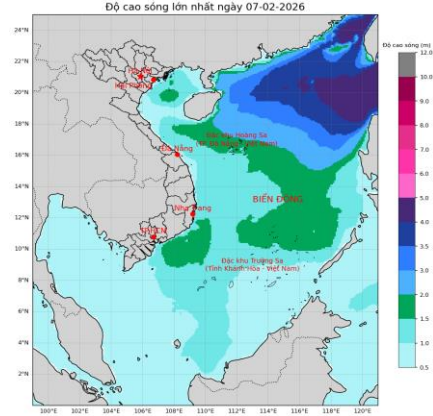 Độ cao sóng lớn nhất ngày 07-02-2026
Độ cao sóng (m)
24°N
22°N
20°N
18°N
16°N
14°N
12°N
10°N
8°N
6°N
4°N
2°N
100°E
102°E
104°E
106°E
108°E
110°E
112°E
114°E
116°E
118°E
120°E
12.0
10.0
9.0
8.0
7.0
6.0
5.0
4.0
3.5
3.0
2.5
2.0
1.5
1.0
0.5
Đặc khu Hoàng Sa
Đà Nẵng
BIỂN ĐÔNG
Nha Trang
TP.HCM
Đặc khu Trường Sa
(Tỉnh Khánh Hòa - Việt Nam)